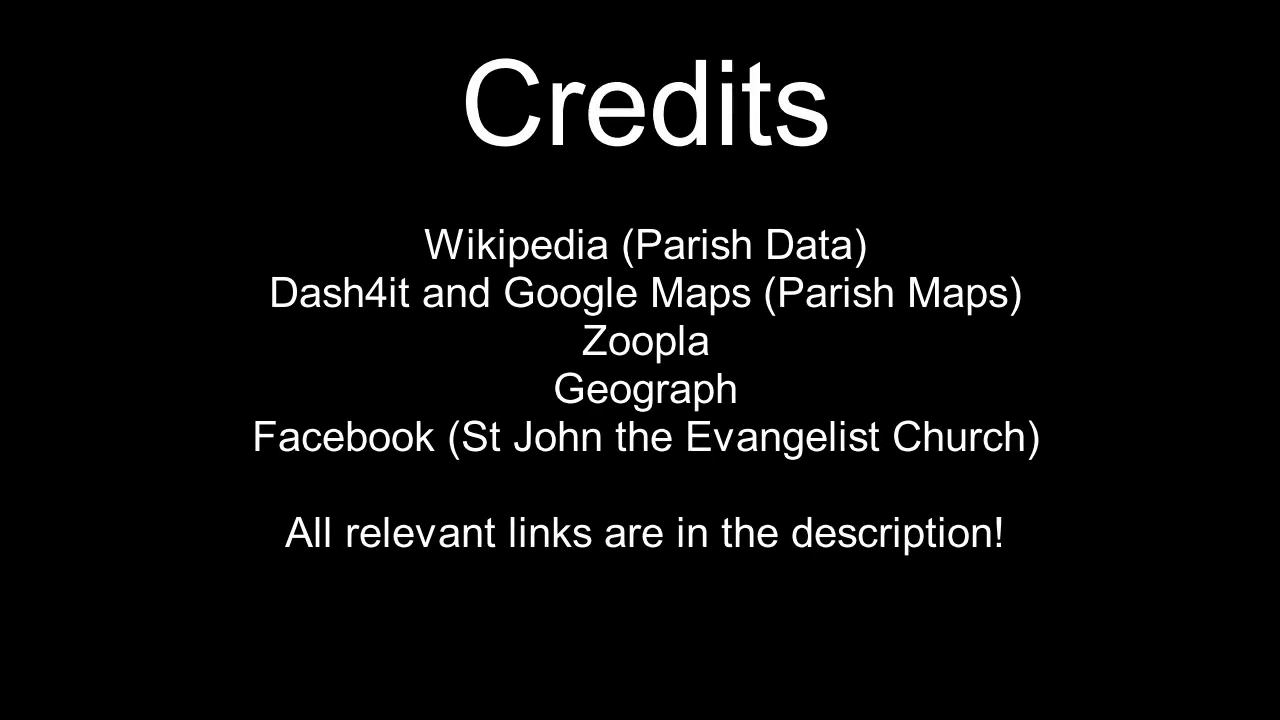 Credits
Wikipedia (Parish Data)
Dash4it and Google Maps (Parish Maps)
Zoopla
Geograph
Facebook (St John the Evangelist Church)
All relevant links are in the description!